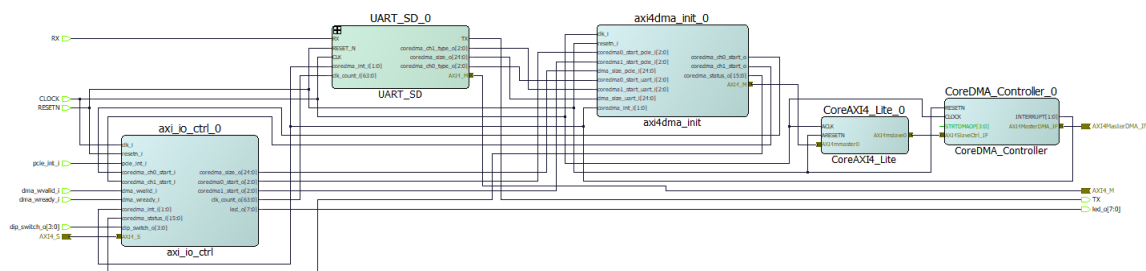 UART_SD_0
RX
RESET_N
CLK
coredma_int_i[1:0]
clk_count_i[63:0]
TX
coredma_ch1_type_o[2:0]
coredma_size_o[24:0]
coredma_ch0_type_o[2:0]
AXI4_M
UART_SD
axi4dma_init_0
clk_i
resetn_i
coredma0_start_pcie_i[2:0]
coredma1_start_pcie_i[2:0]
dma_size_pcie_i[24:0]
coredma0_start_uart_i[2:0]
coredma1_start_uart_i[2:0]
dma_size_uart_i[24:0]
coredma_int_i[1:0]
coredma_ch0_start_o
coredma_ch1_start_o
coredma_status_o[15:0]
AXI4_M
axi4dma_init
CoreAXI4_Lite_0
ACLK
ARESETN
AXI4mmaster0
AXI4mslave0
CoreAXI4_Lite
CoreDMA_Controller_0
RESETN
CLOCK
STRTDMAOP[3:0]
AXI4SlaveCtrl_IF
INTERRUPT[1:0]
AXI4MasterDMA_IF
CoreDMA_Controller
axi_io_ctrl_0
clk_i
resetn_i
pcie_int_i
coredma_ch0_start_i
coredma_ch1_start_i
dma_wvalid_i
dma_wready_i
coredma_int_i[1:0]
coredma_status_i[15:0]
dip_switch_o[3:0]
AXI4_S
coredma_size_o[24:0]
coredma0_start_o[2:0]
coredma1_start_o[2:0]
clk_count_o[63:0]
led_o[7:0]
axi_io_ctrl
RX
CLOCK
RESETN
pcie_int_i
dma_wvalid_i
dma_wready_i
dip_switch_o[3:0]
AXI4_S
AXI4MasterDMA_IF
AXI4_M
TX
led_o[7:0]